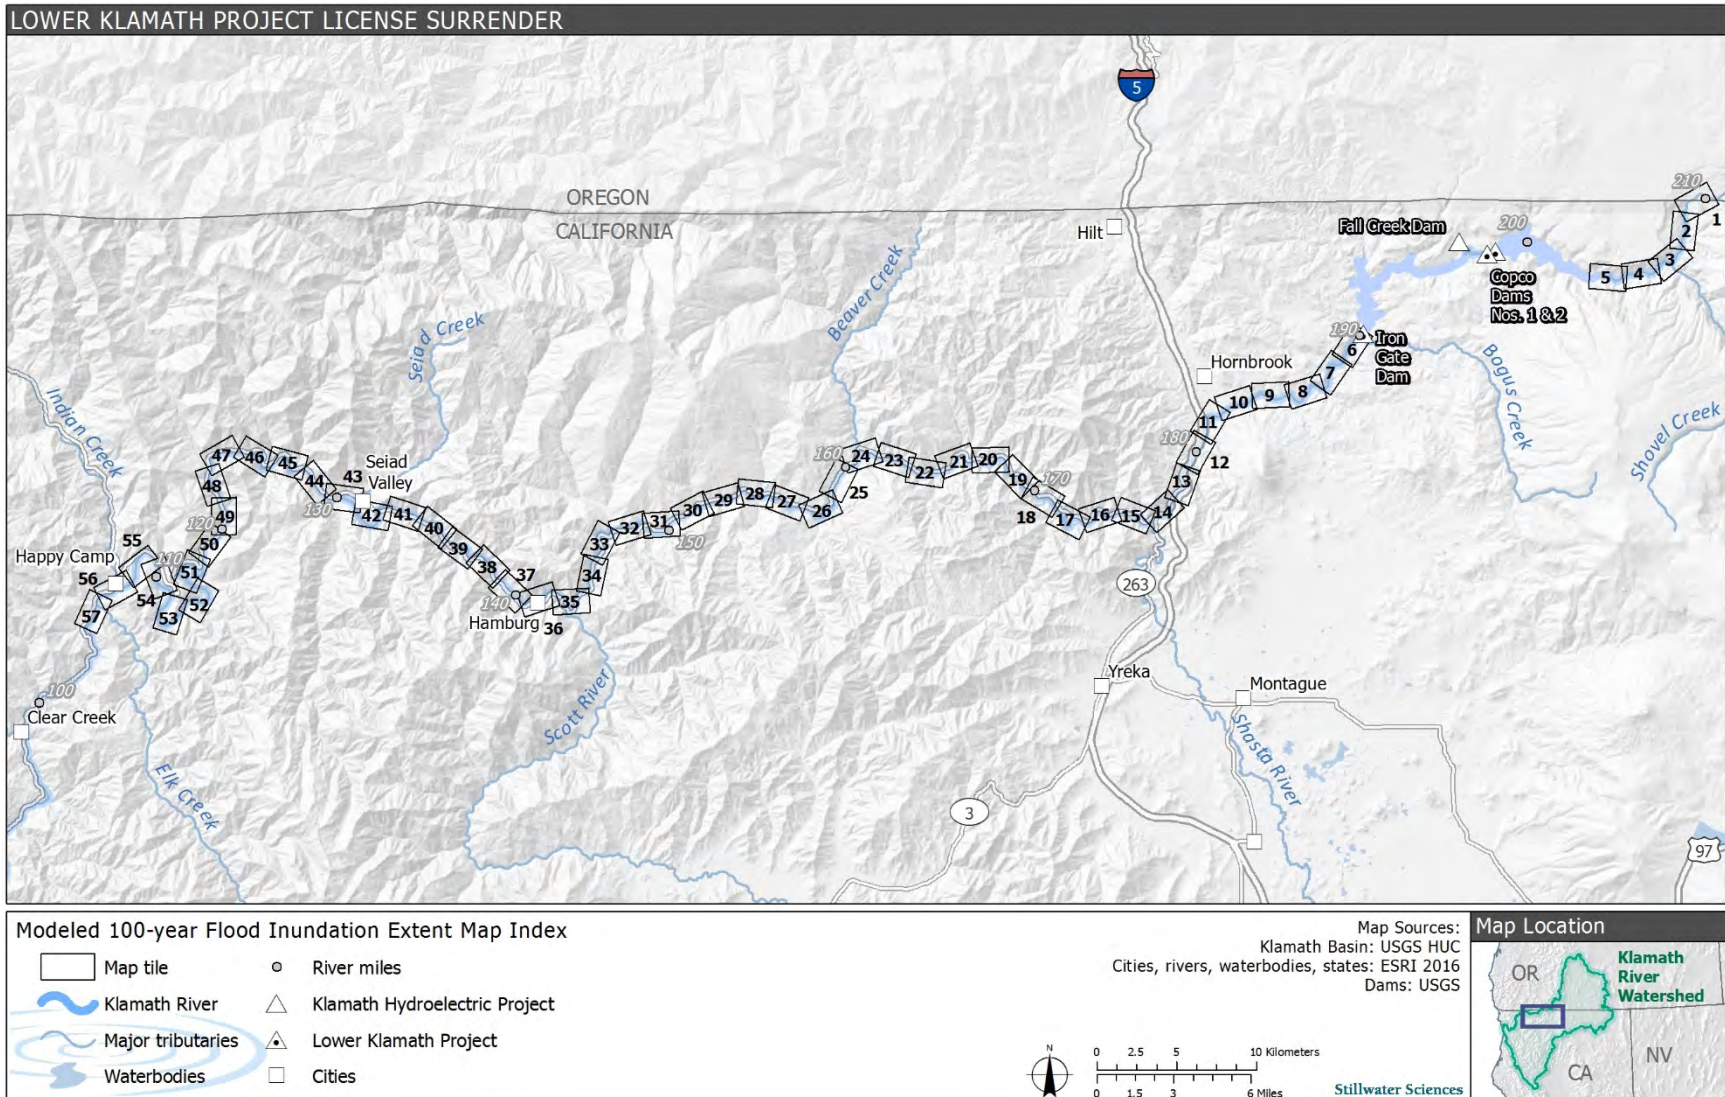 LOWER KLAMATH PROJECT LICENSE SURRENDER
5
OREGON
CALIFORNIA
Hilt
Fall Creek Dam
200
210
1
2
3
4
5
Copco
Dams
Nos. 1 & 2
190
Iron
Gate
Dam
6
7
8
9
10
11
Hornbrook
180
12
13
14
15
16
17
18
170
19
20
21
22
23
24
160
25
26
27
28
29
30
31
150
32
33
34
35
36
Hamburg
140
37
38
39
40
41
42
Seiad
Valley
43
130
44
45
46
47
48
49
120
50
51
52
53
54
110
55
Happy Camp
56
57
100
Clear Creek
Indian Creek
Seiad Creek
Beaver Creek
Bogus Creek
Shovel Creek
Elk Creek
Scott River
Shasta River
263
Yreka
Montague
3
97
Modeled 100-year Flood Inundation Extent Map Index
Map tile
River miles
Klamath River
Klamath Hydroelectric Project
Major tributaries
Lower Klamath Project
Waterbodies
Cities
Map Sources:
Klamath Basin: USGS HUC
Cities, rivers, waterbodies, states: ESRI 2016
Dams: USGS
N
0 2.5 5 10 Kilometers
0 1.5 3 6 Miles
Stillwater Sciences
Map Location
OR
Klamath
River
Watershed
CA
NV